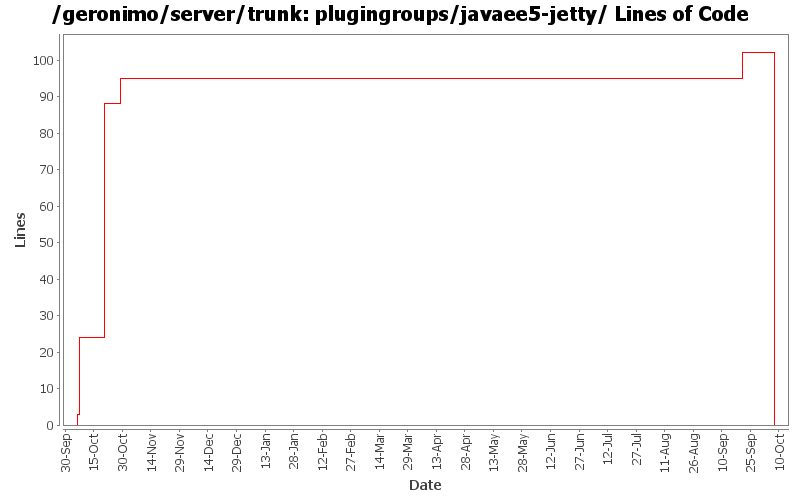 /geronimo/server/trunk: plugingroups/javaee5-jetty/ Lines of Code
Lines
100
90
80
70
60
50
40
30
20
10
0
30-Sep
15-Oct
30-Oct
14-Nov
29-Nov
14-Dec
29-Dec
13-Jan
28-Jan
12-Feb
27-Feb
14-Mar
29-Mar
13-Apr
28-Apr
13-May
28-May
12-Jun
27-Jun
12-Jul
27-Jul
11-Aug
26-Aug
10-Sep
25-Sep
10-Oct
Date